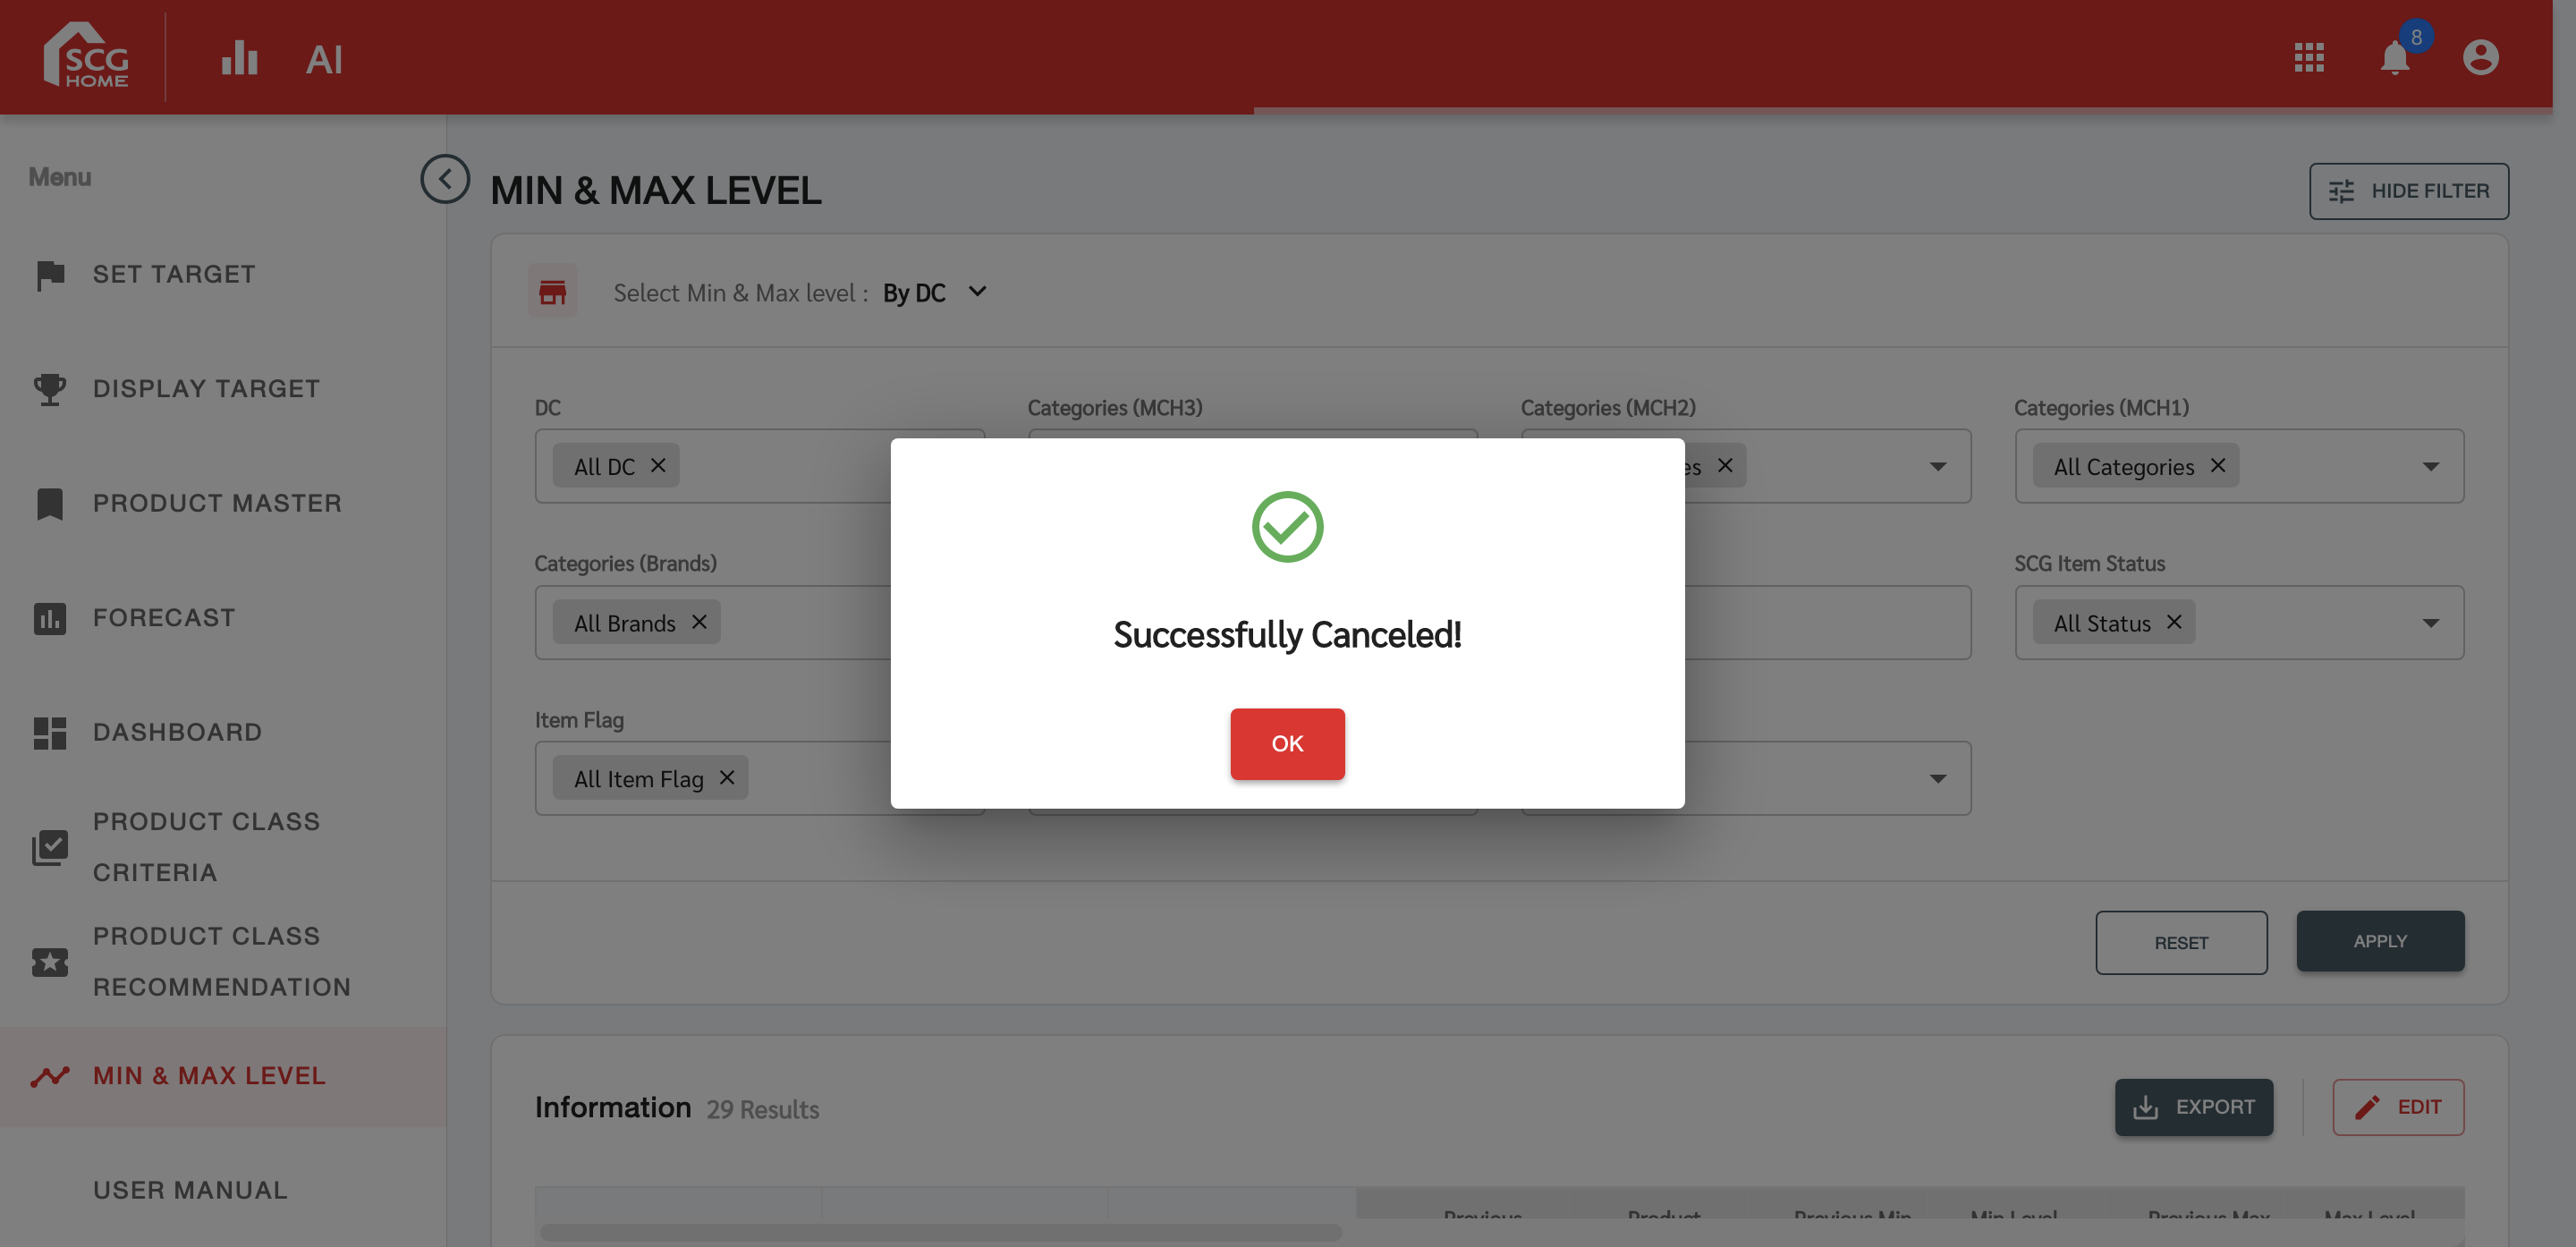 SCG
HOME
AI
8
Menu
SET TARGET
DISPLAY TARGET
PRODUCT MASTER
FORECAST
DASHBOARD
PRODUCT CLASS
CRITERIA
PRODUCT CLASS
RECOMMENDATION
MIN & MAX LEVEL
USER MANUAL
MIN & MAX LEVEL
HIDE FILTER
Select Min & Max level : By DC
DC
Categories (MCH3)
Categories (MCH2)
Categories (MCH1)
All DC
All Categories
Categories (Brands)
SCG Item Status
All Brands
All Status
Item Flag
All Item Flag
Successfully Canceled!
OK
RESET
APPLY
Information 29 Results
EXPORT
EDIT
Previous
Product
Previous Min
Min Level
Previous Max
Max Level